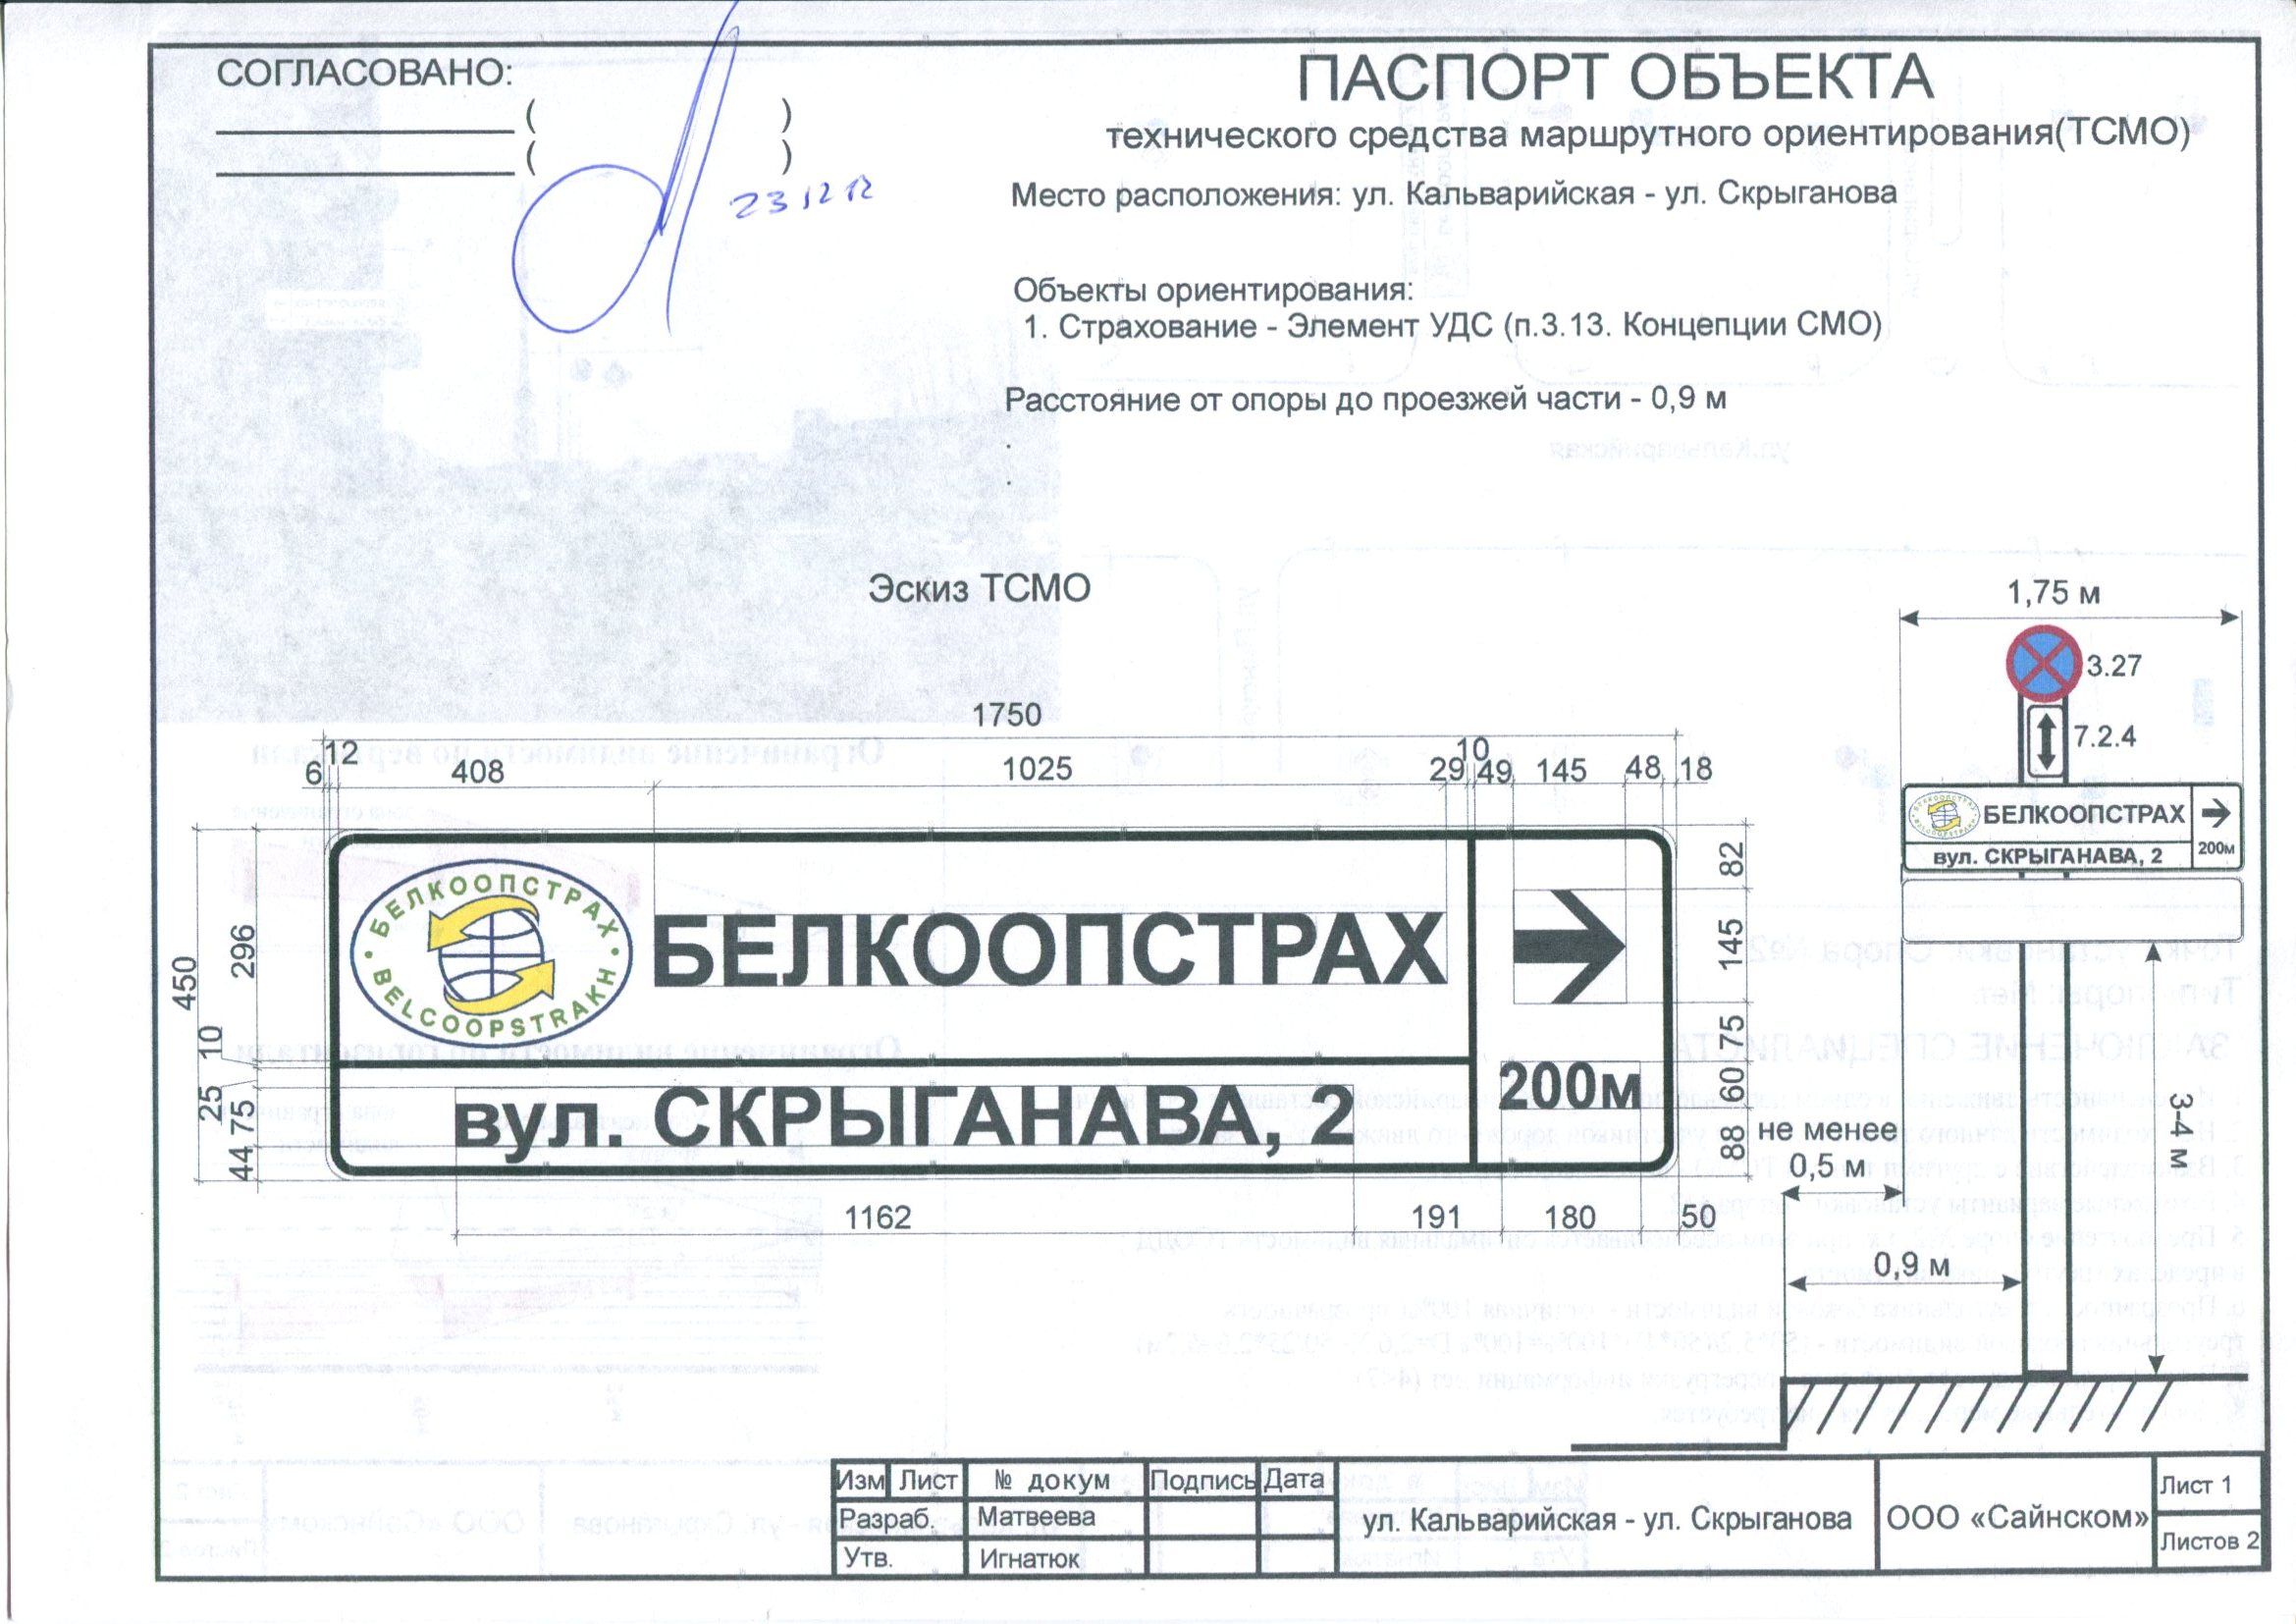 СОГЛАСОВАНО:
( )
( )
23 12 12
ПАСПОРТ ОБЪЕКТА
технического средства маршрутного ориентирования(ТСМО)
Место расположения: ул. Кальварийская - ул. Скрыганова
Объекты ориентирования:
1. Страхование - Элемент УДС (п.3.13. Концепции СМО)
Расстояние от опоры до проезжей части - 0,9 м
.
.
Эскиз ТСМО
1750
6 12 408 1025 29 10 49 145 48 18
450 296 10 25 75 44
БЕЛКООПСТРАХ
BELCOOPSTRAKH
БЕЛКООПСТРАХ
вул. СКРЫГАНАВА, 2
200м
82 145 75 60 88
1162 191 180 50
1,75 м
3.27
7.2.4
БЕЛКООПСТРАХ
BELCOOPSTRAKH
БЕЛКООПСТРАХ
вул. СКРЫГАНАВА, 2
200м
не менее
0,5 м
0,9 м
3-4 м
Изм Лист № докум Подпись Дата
Разраб. Матвеева
Утв. Игнатюк
ул. Кальварийская - ул. Скрыганова
ООО «Сайнском»
Лист 1
Листов 2